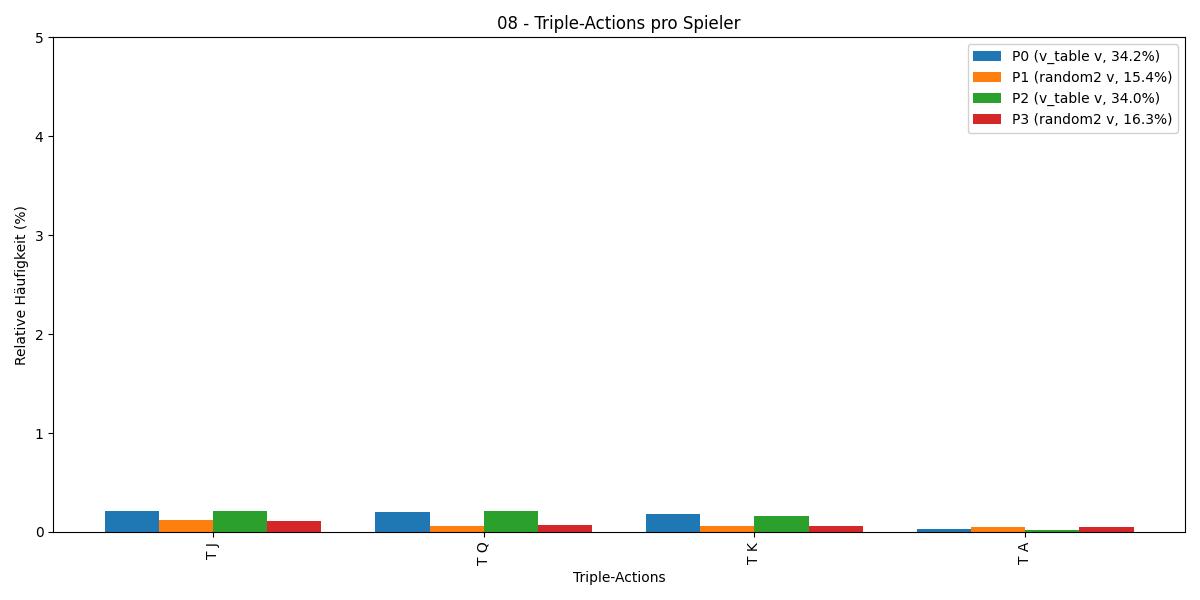 08 - Triple-Actions pro Spieler
P0 (v_table v, 34.2%)
P1 (random2 v, 15.4%)
P2 (v_table v, 34.0%)
P3 (random2 v, 16.3%)
Relative Häufigkeit (%)
5
4
3
2
1
0
T J
T Q
T K
T A
Triple-Actions